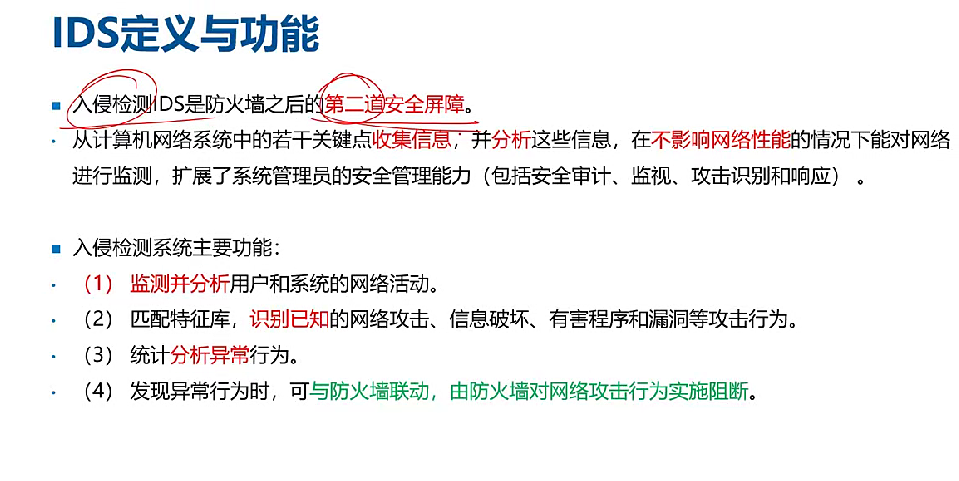 IDS定义与功能
入侵检测IDS是防火墙之后的第二道安全屏障。
从计算机网络系统中的若干关键点收集信息；并分析这些信息，在不影响网络性能的情况下能对网络
进行监测，扩展了系统管理员的安全管理能力（包括安全审计、监视、攻击识别和响应）。
入侵检测系统主要功能：
（1） 监测并分析用户和系统的网络活动。
（2） 匹配特征库，识别已知的网络攻击、信息破坏、有害程序和漏洞等攻击行为。
（3） 统计分析异常行为。
（4） 发现异常行为时，可与防火墙联动，由防火墙对网络攻击行为实施阻断。